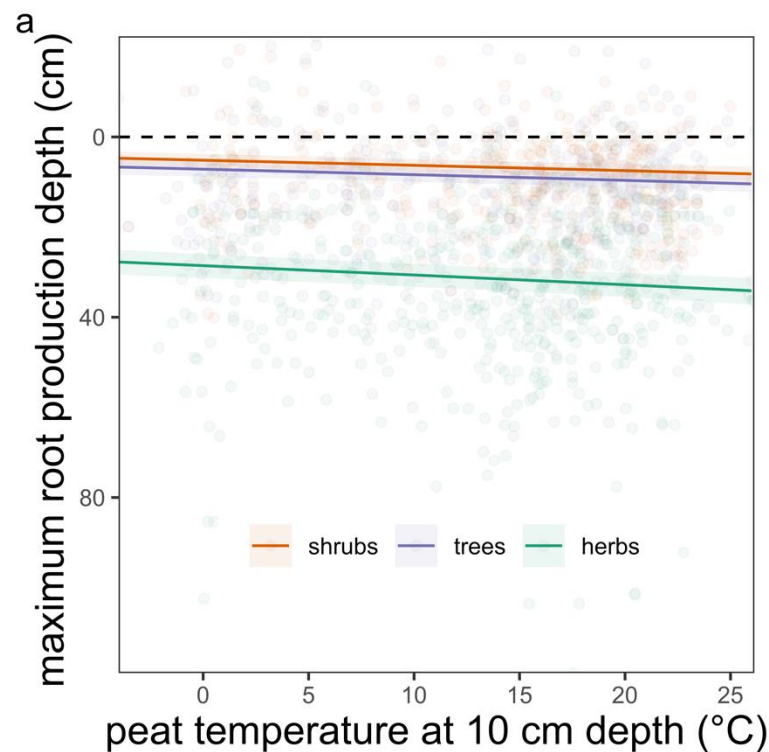 a
maximum root production depth (cm)
0
40
80
shrubs trees herbs
0 5 10 15 20 25
peat temperature at 10 cm depth (°C)